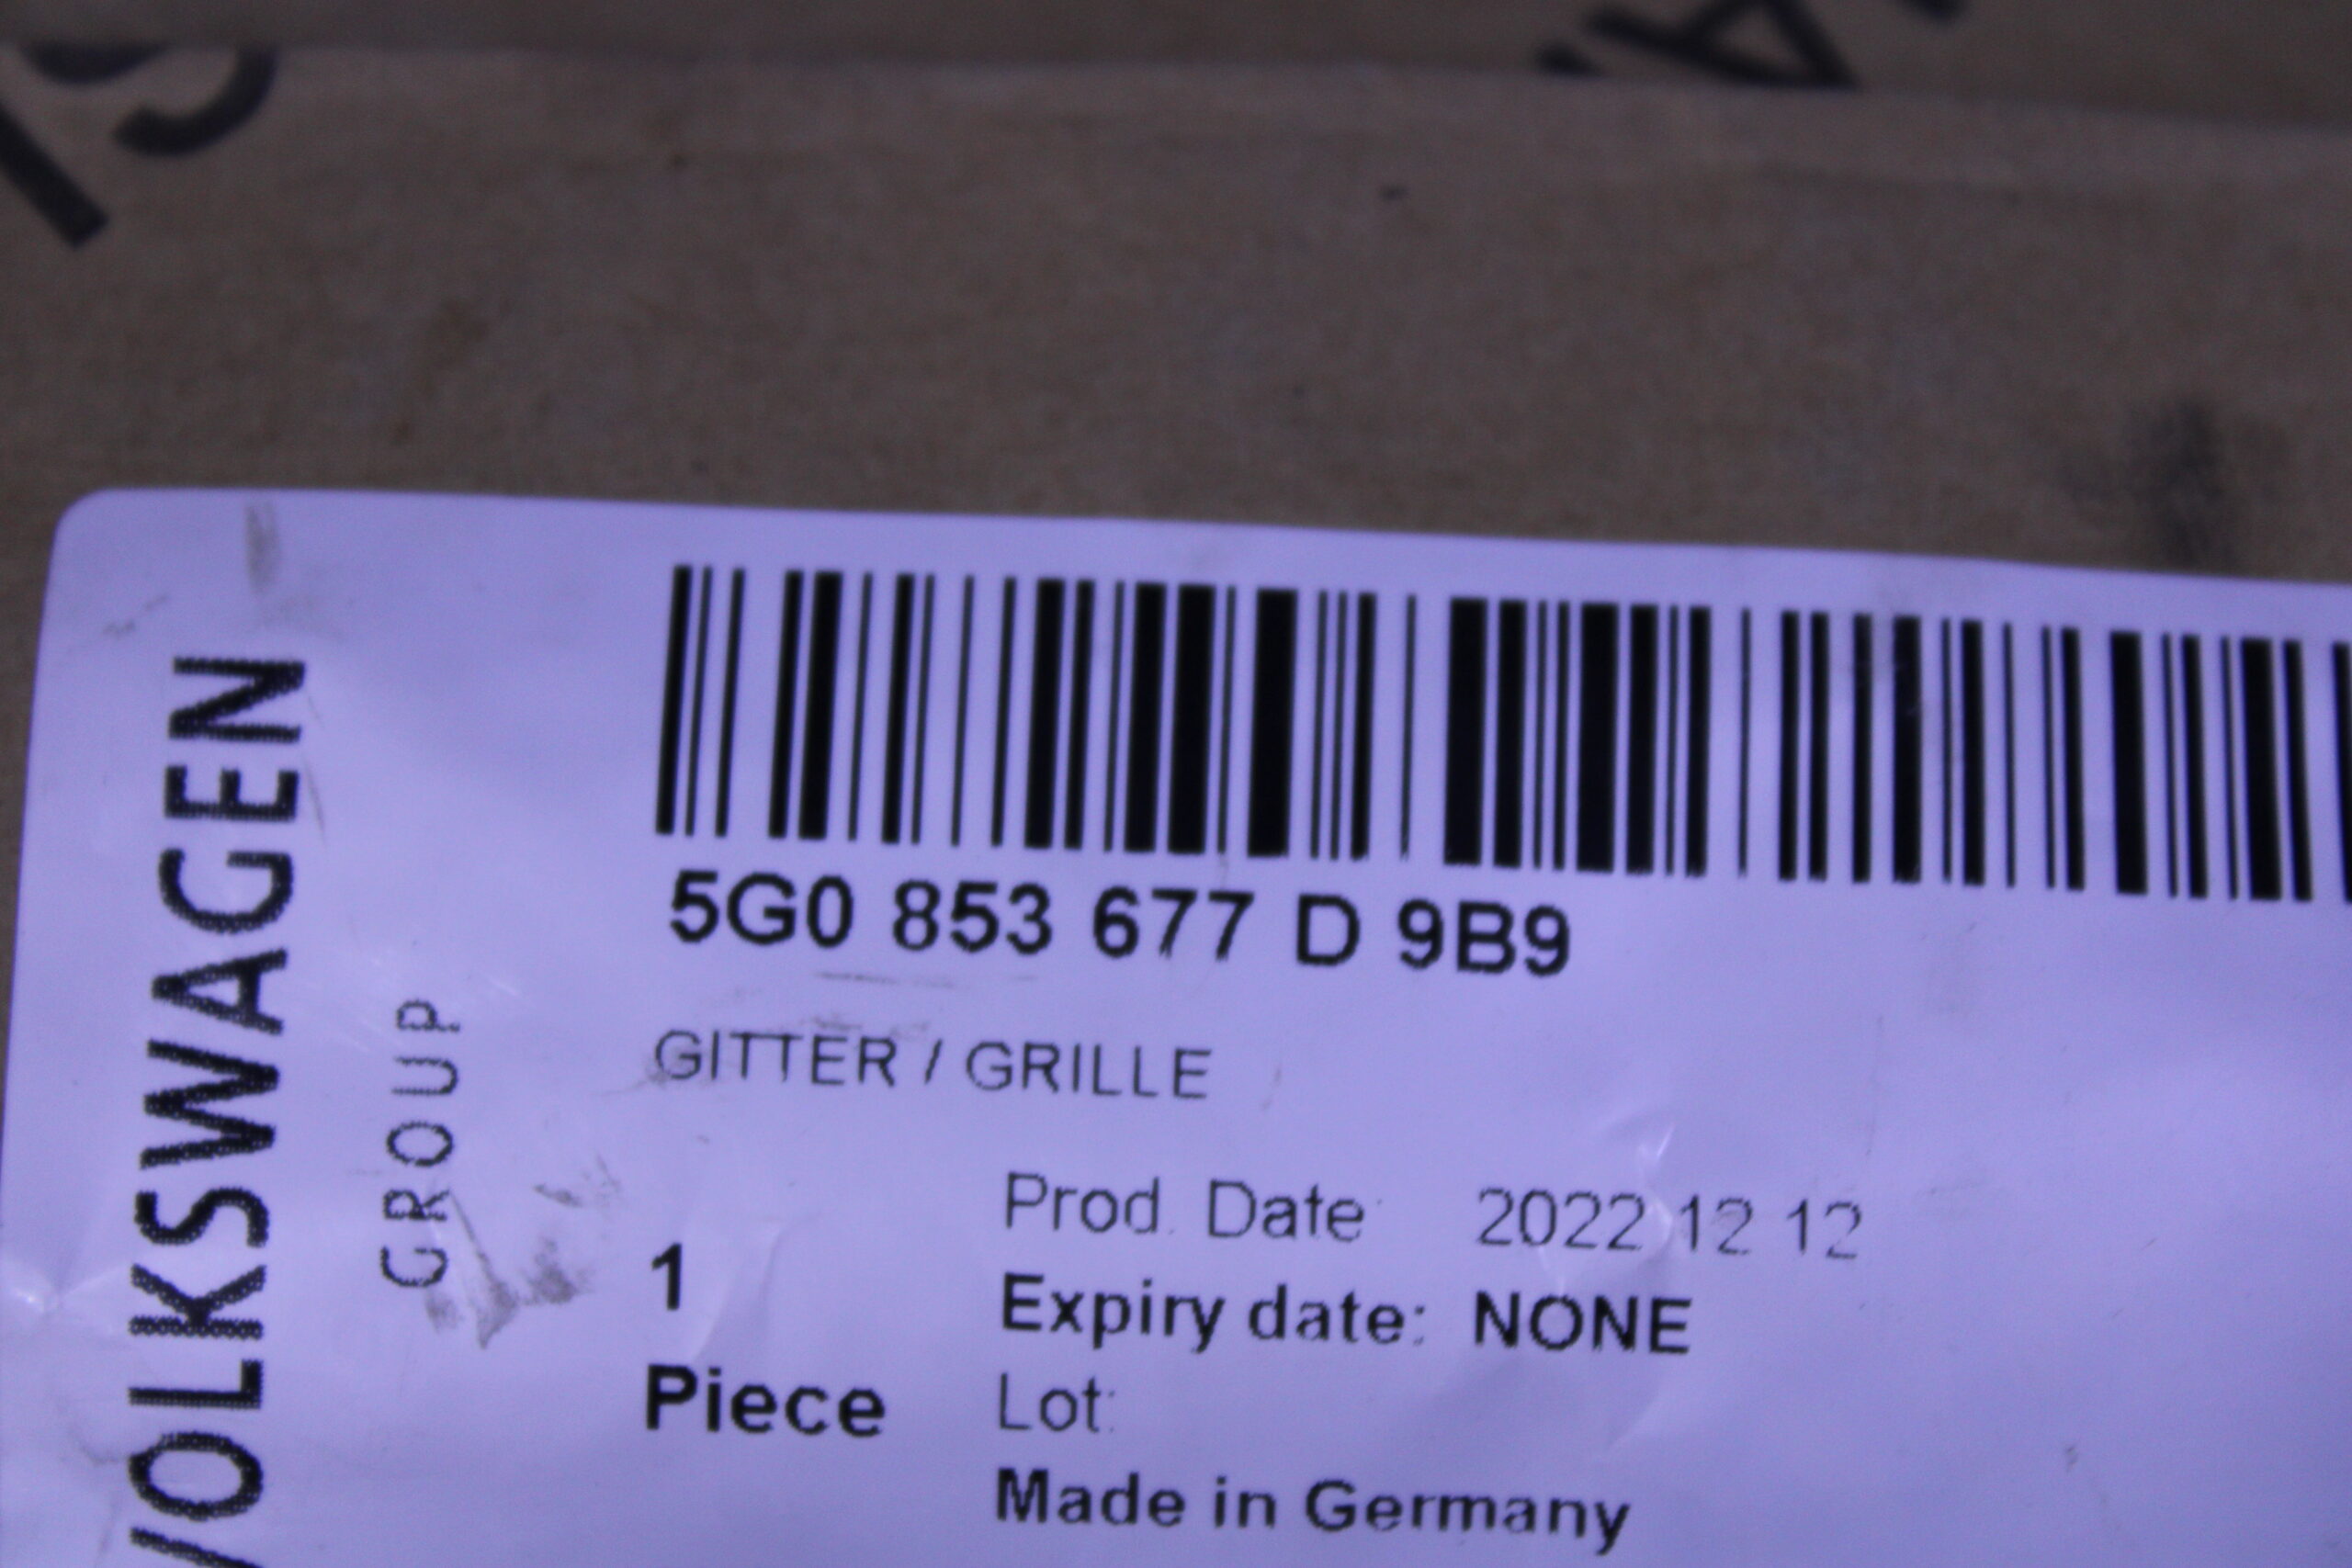 VOLKSWAGEN
GROUP
5G0 853 677 D 9B9
GITTER / GRILLE
Prod. Date 2022 12 12
1
Expiry date: NONE
Piece
Lot:
Made in Germany